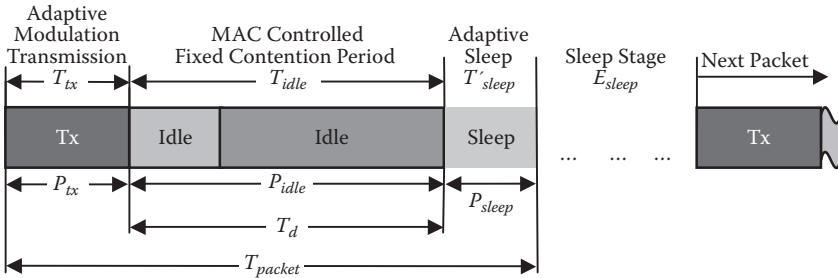 Adaptive
Modulation
Transmission
T_tx
MAC Controlled
Fixed Contention Period
T_idle
Adaptive
Sleep
T´_sleep
Sleep Stage
E_sleep
Next Packet
Tx
Idle
Idle
Sleep
... ... ...
Tx
P_tx
P_idle
P_sleep
T_d
T_packet